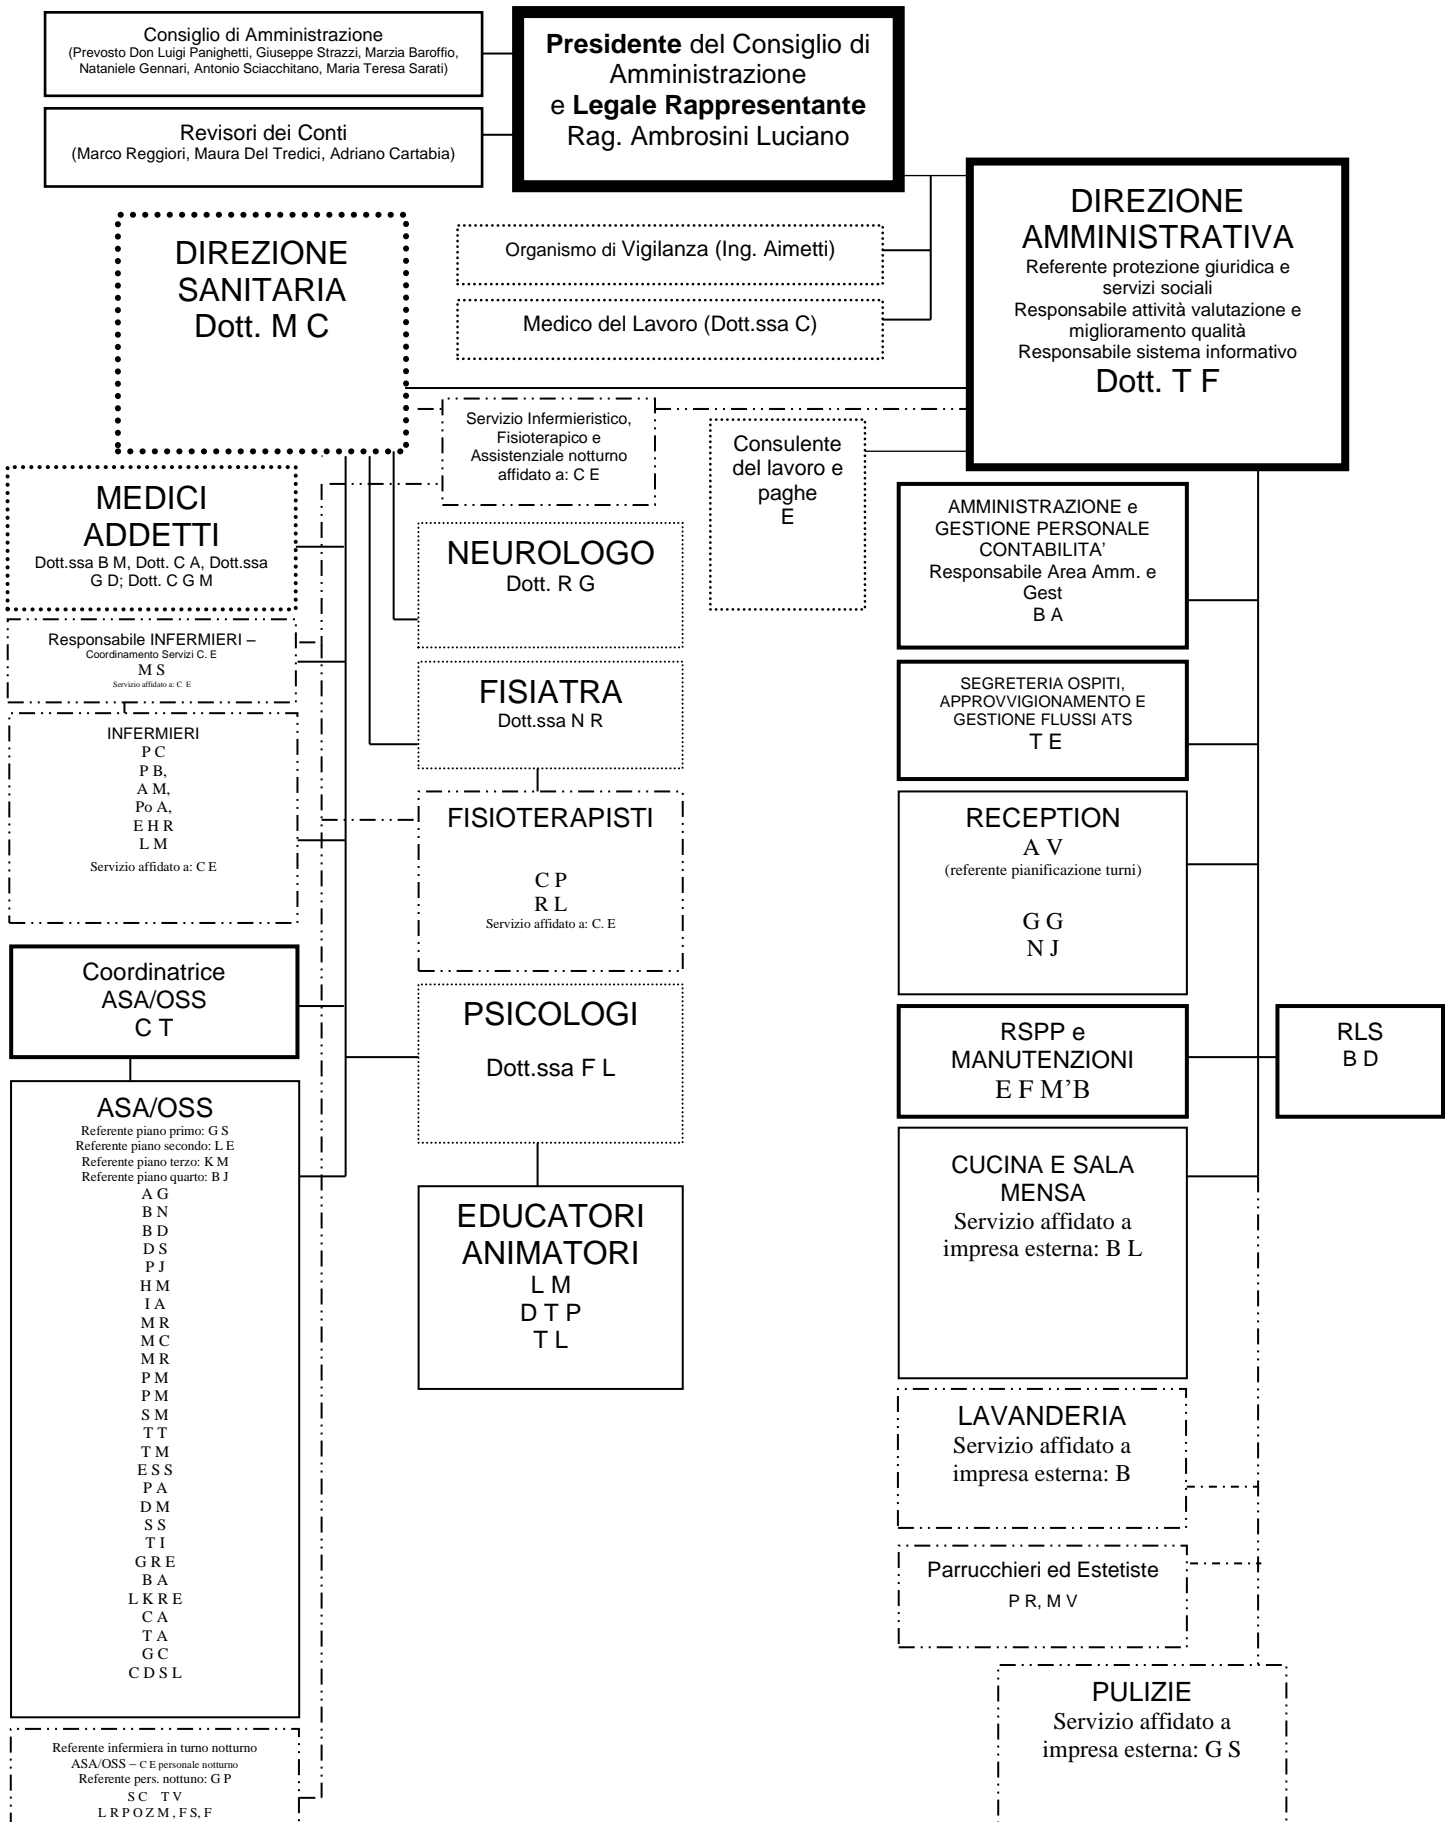 Consiglio di Amministrazione
(Prevosto Don Luigi Panighetti, Giuseppe Strazzi, Marzia Baroffio,
Nataniele Gennari, Antonio Sciacchitano, Maria Teresa Sarati)
Revisori dei Conti
(Marco Reggiori, Maura Del Tredici, Adriano Cartabia)
Presidente del Consiglio di
Amministrazione
e Legale Rappresentante
Rag. Ambrosini Luciano
DIREZIONE
AMMINISTRATIVA
Referente protezione giuridica e
servizi sociali
Responsabile attività valutazione e
miglioramento qualità
Responsabile sistema informativo
Dott. T F
Organismo di Vigilanza (Ing. Aimetti)
Medico del Lavoro (Dott.ssa C)
DIREZIONE
SANITARIA
Dott. M C
Servizio Infermieristico,
Fisioterapico e
Assistenziale notturno
affidato a: C E
Consulente
del lavoro e
paghe
E
MEDICI
ADDETTI
Dott.ssa B M, Dott. C A, Dott.ssa
G D; Dott. C G M
Responsabile INFERMIERI –
Coordinamento Servizi C. E
M S
Servizio affidato a: C E
INFERMIERI
P C
P B,
A M,
Po A,
E H R
L M
Servizio affidato a: C E
Coordinatrice
ASA/OSS
C T
ASA/OSS
Referente piano primo: G S
Referente piano secondo: L E
Referente piano terzo: K M
Referente piano quarto: B J
A G
B N
B D
D S
P J
H M
I A
M R
M C
M R
P M
P M
S M
T T
T M
E S S
P A
D M
S S
T I
G R E
B A
L K R E
C A
T A
G C
C D S L
Referente infermiera in turno notturno
ASA/OSS – C E personale notturno
Referente pers. nottuno: G P
S C T V
L R P O Z M , F S, F
NEUROLOGO
Dott. R G
FISIATRA
Dott.ssa N R
FISIOTERAPISTI
C P
R L
Servizio affidato a: C. E
PSICOLOGI
Dott.ssa F L
EDUCATORI
ANIMATORI
L M
D T P
T L
AMMINISTRAZIONE e
GESTIONE PERSONALE
CONTABILITA'
Responsabile Area Amm. e
Gest
B A
SEGRETERIA OSPITI,
APPROVVIGIONAMENTO E
GESTIONE FLUSSI ATS
T E
RECEPTION
A V
(referente pianificazione turni)
G G
N J
RSPP e
MANUTENZIONI
E F M'B
RLS
B D
CUCINA E SALA
MENSA
Servizio affidato a
impresa esterna: B L
LAVANDERIA
Servizio affidato a
impresa esterna: B
Parrucchieri ed Estetiste
P R, M V
PULIZIE
Servizio affidato a
impresa esterna: G S